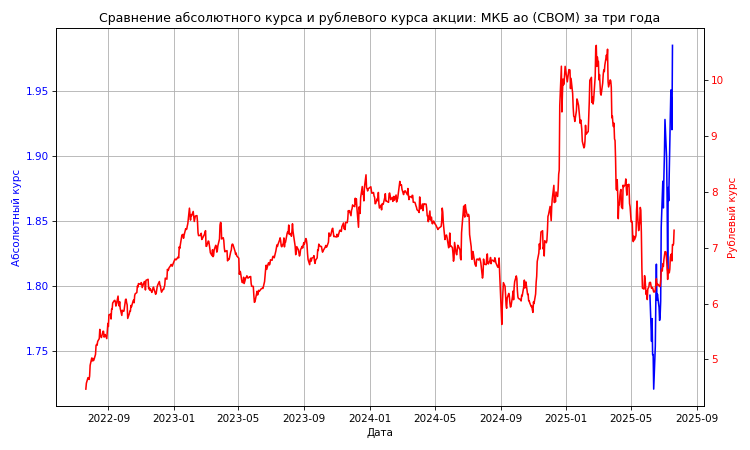 Сравнение абсолютного курса и рублевого курса акции: МКБ ао (CBOM) за три года
Абсолютный курс
1.95
1.90
1.85
1.80
1.75
10
9
8
7
6
5
Рублевый курс
2022-09 2023-01 2023-05 2023-09 2024-01 2024-05 2024-09 2025-01 2025-05 2025-09
Дата